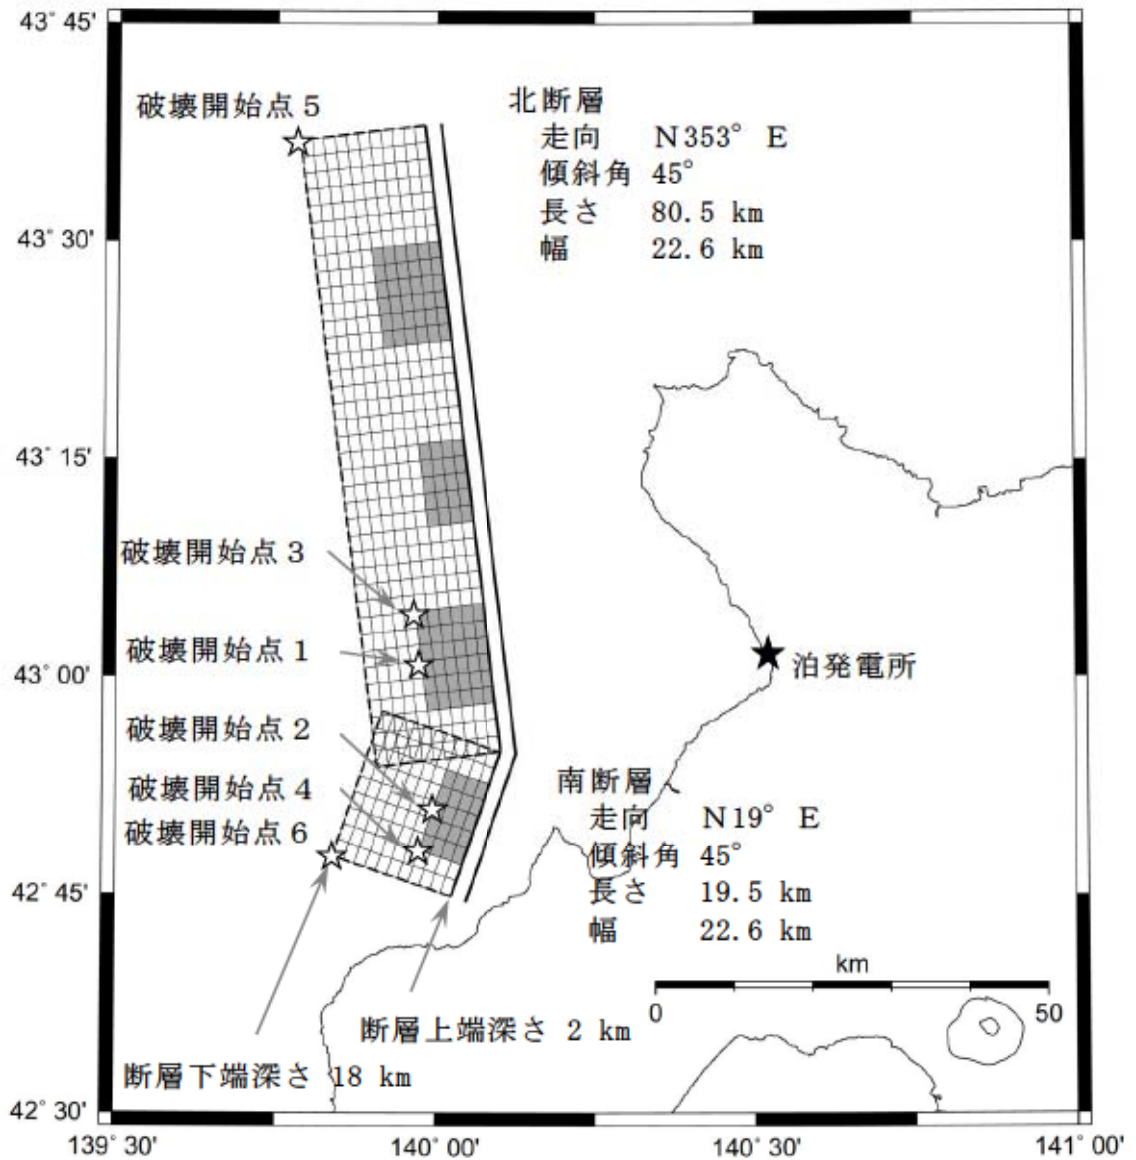 43° 45'
破壊開始点５
北断層
走向 Ｎ353° Ｅ
傾斜角 45°
長さ 80.5 km
幅 22.6 km
43° 30'
43° 15'
破壊開始点３
破壊開始点１
泊発電所
43° 00'
破壊開始点２
破壊開始点４
破壊開始点６
南断層
走向 Ｎ19° Ｅ
傾斜角 45°
長さ 19.5 km
幅 22.6 km
42° 45'
km
0 50
断層上端深さ 2 km
断層下端深さ 18 km
42° 30'
139° 30' 140° 00' 140° 30' 141° 00'